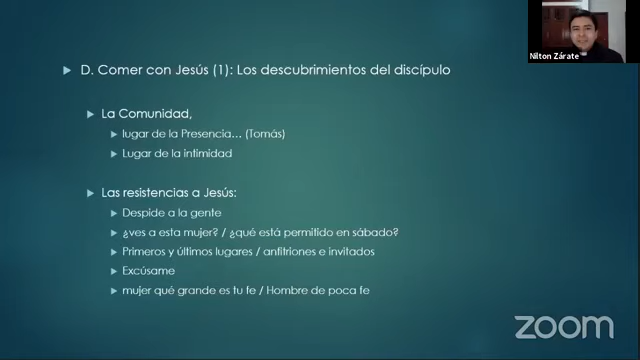 Nilton Zárate
D. Comer con Jesús (1): Los descubrimientos del discípulo
La Comunidad,
lugar de la Presencia… (Tomás)
Lugar de la intimidad
Las resistencias a Jesús:
Despide a la gente
¿ves a esta mujer? / ¿qué está permitido en sábado?
Primeros y últimos lugares / anfitriones e invitados
Excúsame
mujer qué grande es tu fe / Hombre de poca fe
zoom